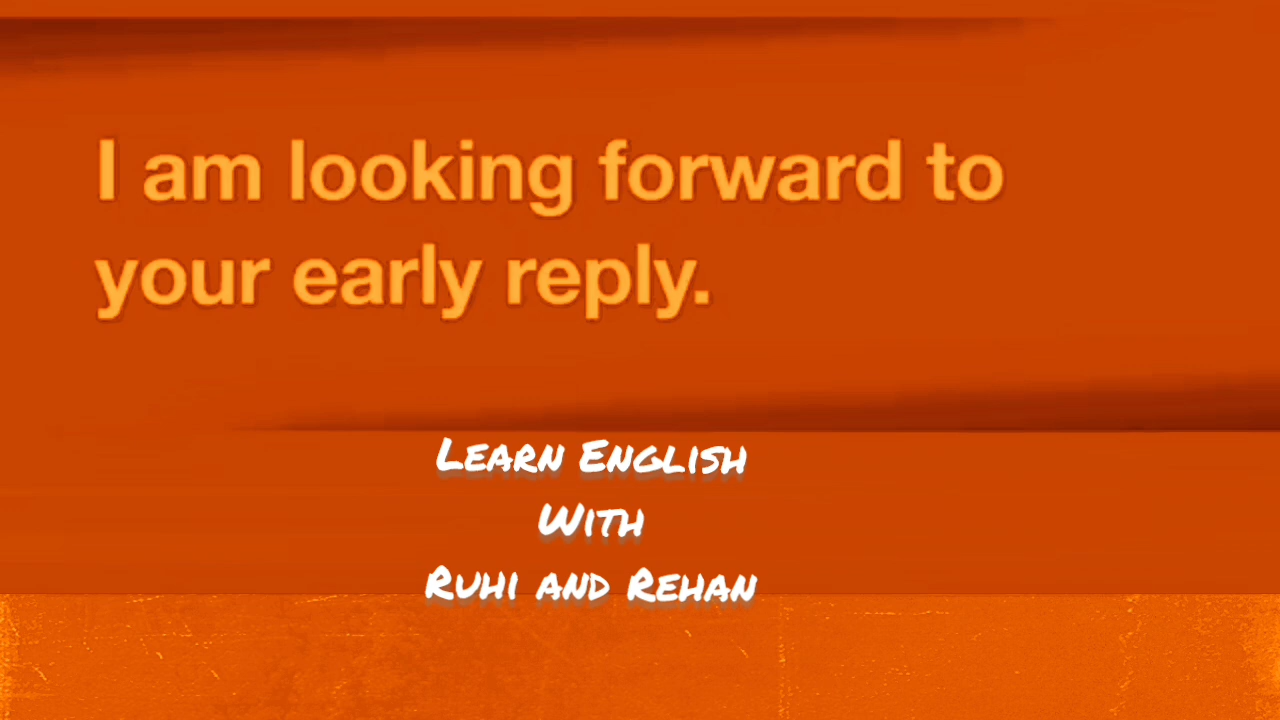 I am looking forward to
your early reply.
Learn English
With
Ruhi and Rehan